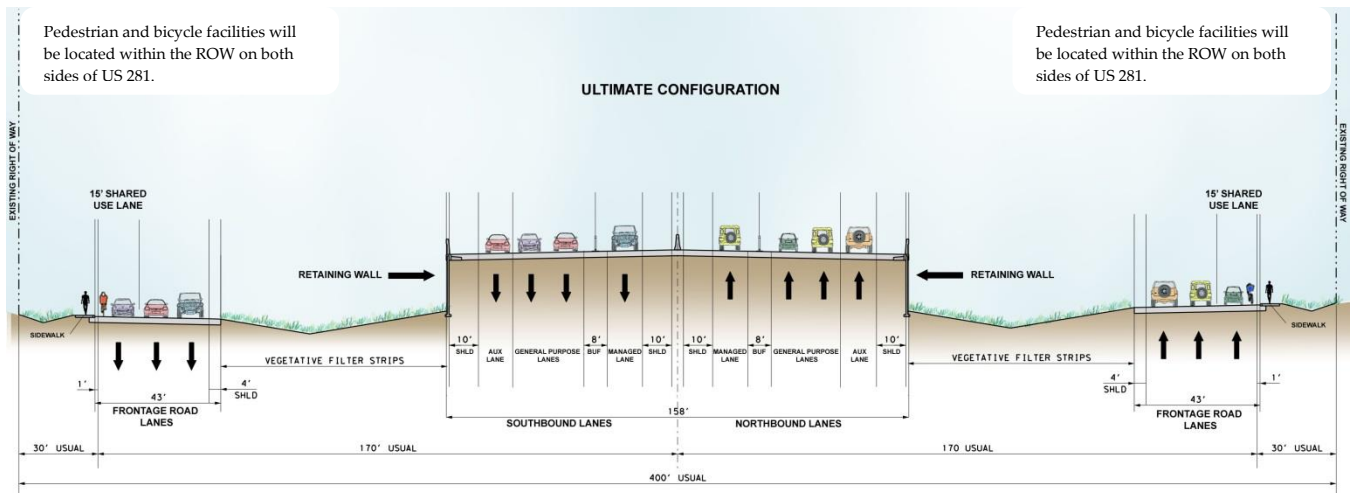 Pedestrian and bicycle facilities will
be located within the ROW on both
sides of US 281.
Pedestrian and bicycle facilities will
be located within the ROW on both
sides of US 281.
ULTIMATE CONFIGURATION
EXISTING RIGHT OF WAY
EXISTING RIGHT OF WAY
15' SHARED
USE LANE
15' SHARED
USE LANE
RETAINING WALL
RETAINING WALL
SIDEWALK
SIDEWALK
10'
SHLD
AUX
LANE
GENERAL PURPOSE
LANES
8'
BUF
MANAGED
LANE
10'
SHLD
10'
SHLD
MANAGED
LANE
8'
BUF
GENERAL PURPOSE
LANES
AUX
LANE
10'
SHLD
VEGETATIVE FILTER STRIPS
VEGETATIVE FILTER STRIPS
1'
4'
SHLD
43'
FRONTAGE ROAD
LANES
4'
SHLD
1'
43'
FRONTAGE ROAD
LANES
158'
SOUTHBOUND LANES
NORTHBOUND LANES
30' USUAL
170' USUAL
170 USUAL
30' USUAL
400' USUAL